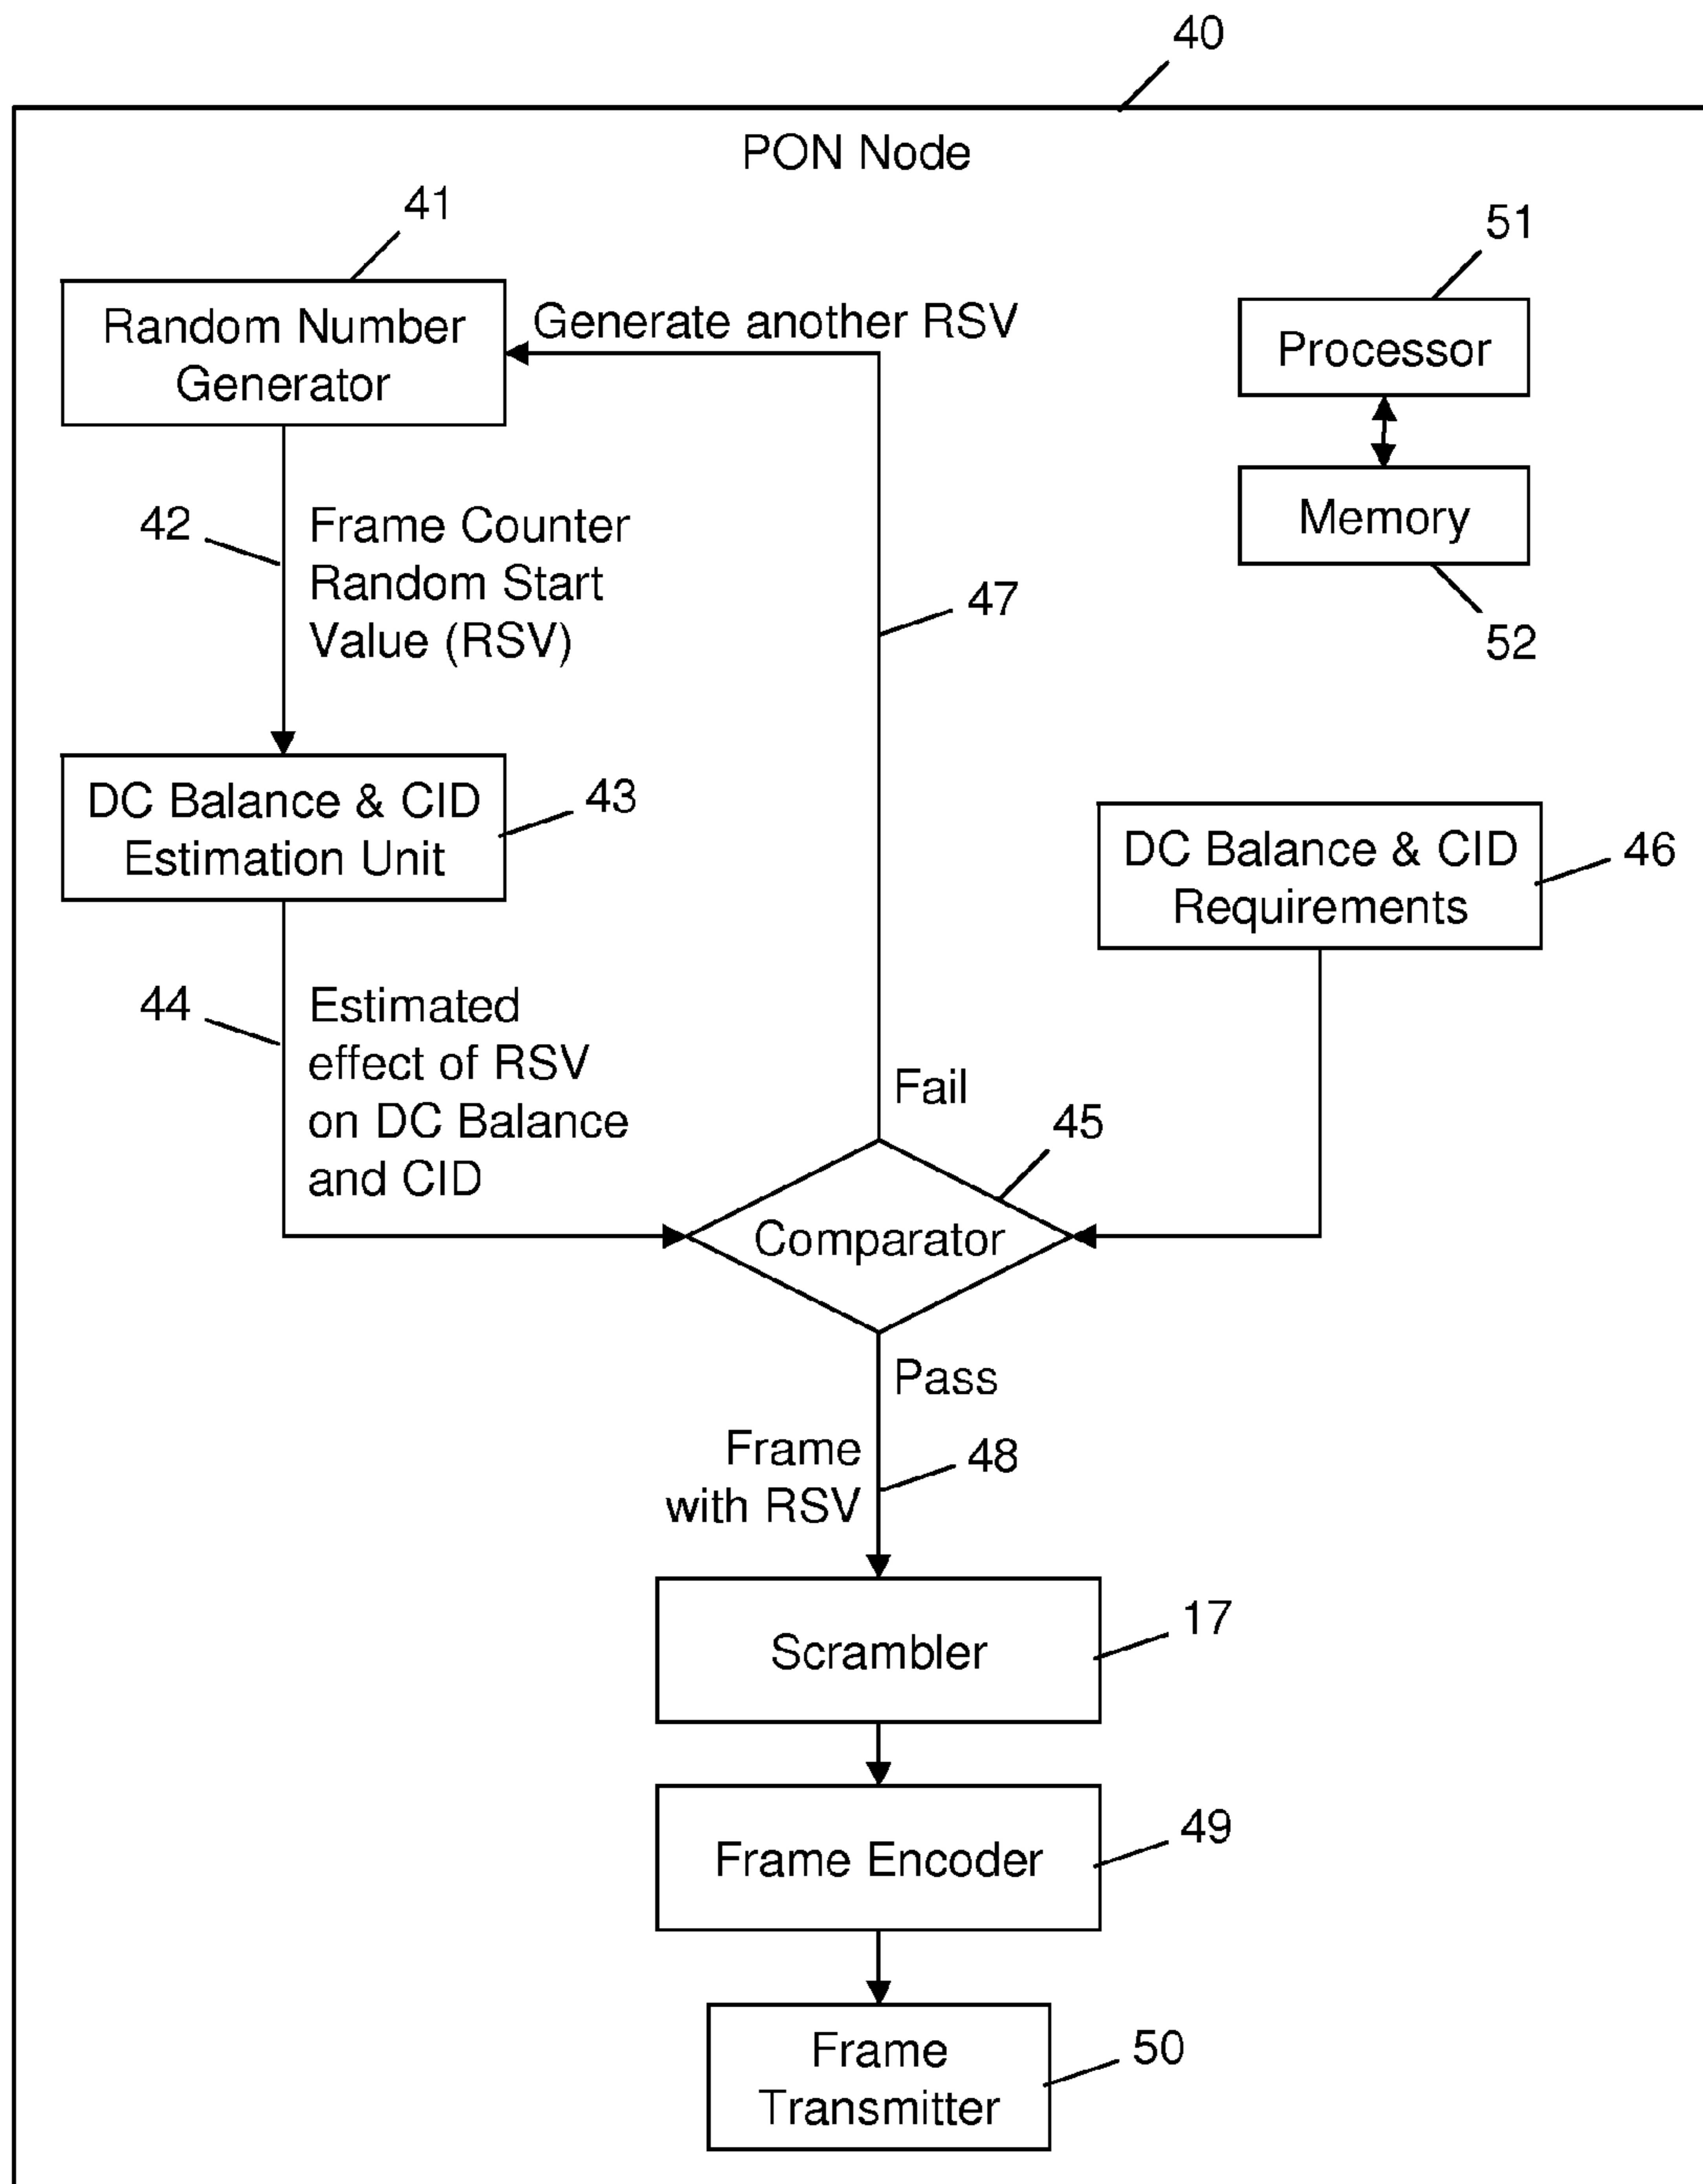 40
PON Node
41
Random Number
Generator
Generate another RSV
51
Processor
Memory
52
42
Frame Counter
Random Start
Value (RSV)
47
DC Balance & CID
Estimation Unit
43
DC Balance & CID
Requirements
46
44
Estimated
effect of RSV
on DC Balance
and CID
Fail
45
Comparator
Pass
Frame
with RSV
48
Scrambler
17
Frame Encoder
49
Frame
Transmitter
50